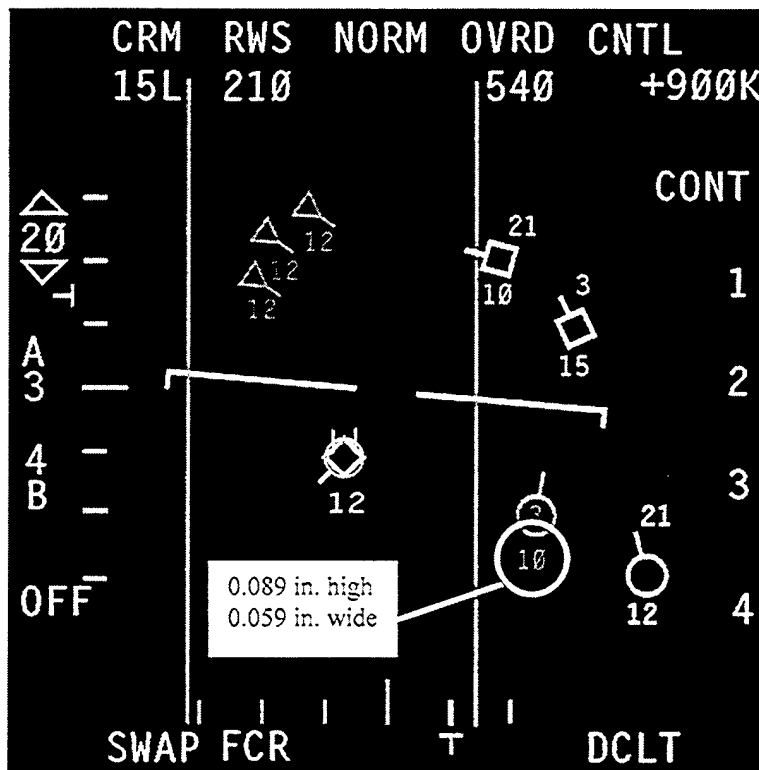 CRM RWS NORM OVRD CNTL
15L 210 540 +900K
CONT
20
21
12
12
10
12
3
1
15
A
3
2
4
B
12
3
3
21
10
12
0.089 in. high
0.059 in. wide
OFF
4
SWAP FCR T DCLT